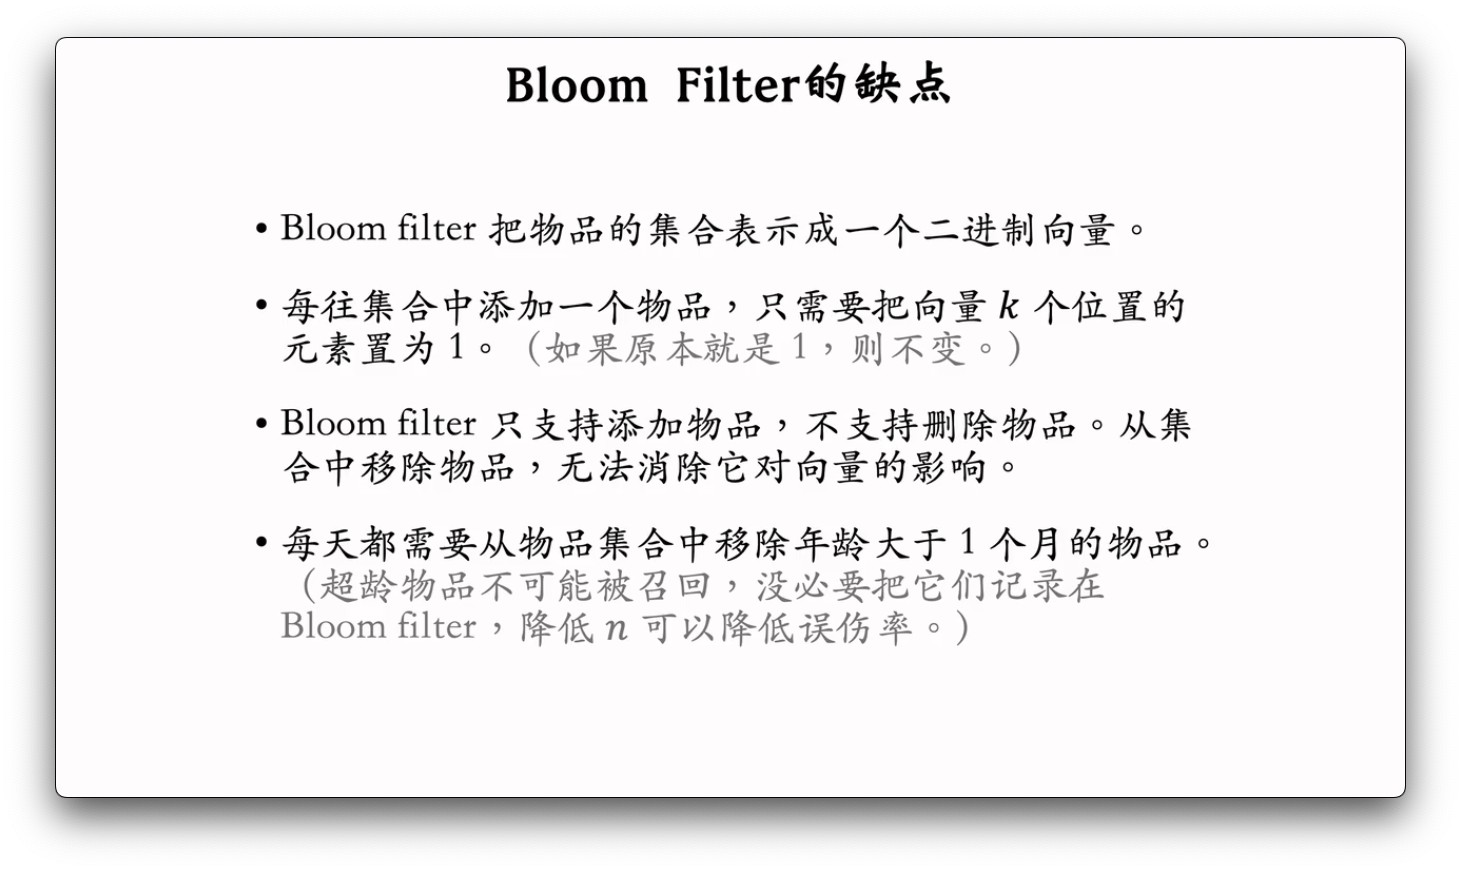 Bloom Filter的缺点
• Bloom filter 把物品的集合表示成一个二进制向量。
• 每往集合中添加一个物品，只需要把向量 k 个位置的
元素置为 1。（如果原本就是 1，则不变。）
• Bloom filter 只支持添加物品，不支持删除物品。从集
合中移除物品，无法消除它对向量的影响。
• 每天都需要从物品集合中移除年龄大于 1 个月的物品。
（超龄物品不可能被召回，没必要把它们记录在
Bloom filter，降低 n 可以降低误伤率。）